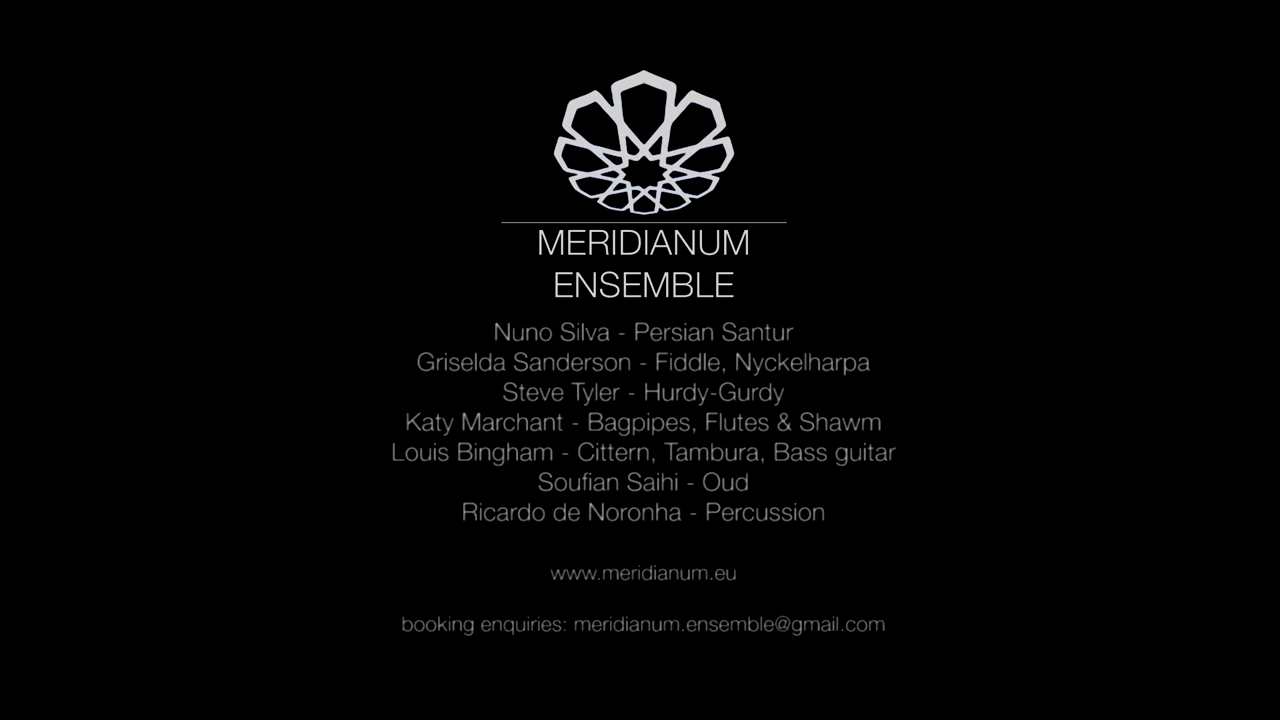 MERIDIANUM
ENSEMBLE
Nuno Silva - Persian Santur
Griselda Sanderson - Fiddle, Nyckelharpa
Steve Tyler - Hurdy-Gurdy
Katy Marchant - Bagpipes, Flutes & Shawm
Louis Bingham - Cittern, Tambura, Bass guitar
Soufian Saihi - Oud
Ricardo de Noronha - Percussion
www.meridianum.eu
booking enquiries: meridianum.ensemble@gmail.com